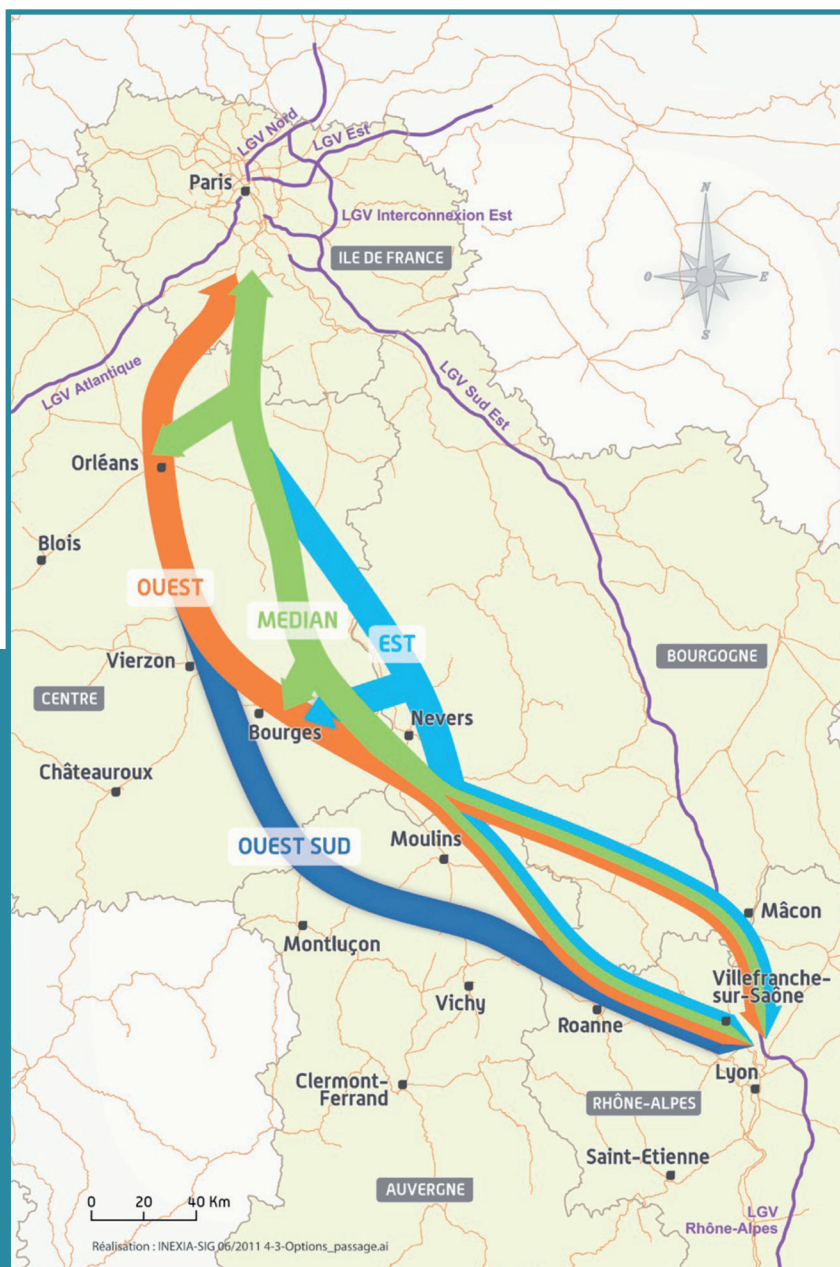 LGV Nord
LGV Est
Paris
LGV Interconnexion Est
ILE DE FRANCE
N
O
E
S
LGV Atlantique
LGV Sud Est
Orléans
Blois
OUEST
MEDIAN
EST
BOURGOGNE
Vierzon
CENTRE
Bourges
Nevers
Châteauroux
OUEST SUD
Moulins
Mâcon
Montluçon
Villefranche-
sur-Saône
Vichy
Roanne
Lyon
Clermont-
Ferrand
RHÔNE-ALPES
Saint-Etienne
AUVERGNE
0 20 40 Km
LGV
Rhône-Alpes
Réalisation : INEXIA-SIG 06/2011 4-3-Options_passage.ai